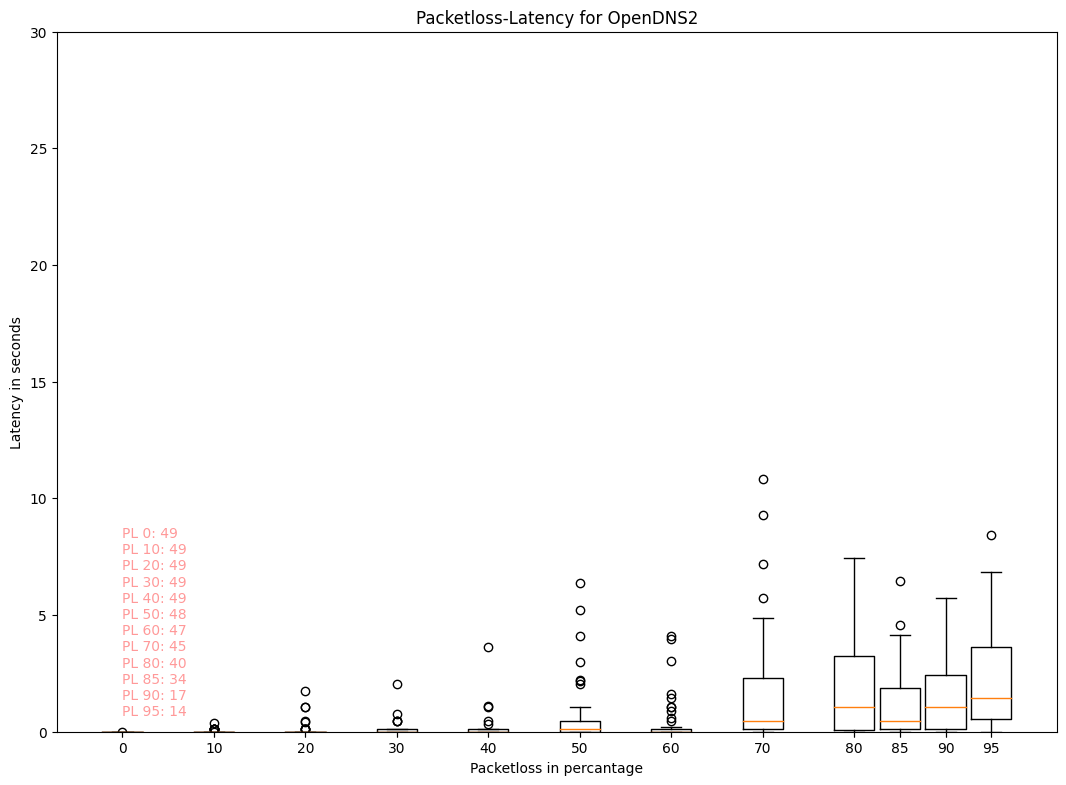 Packetloss-Latency for OpenDNS2
30
25
20
15
10
5
0
Latency in seconds
PL 0: 49
PL 10: 49
PL 20: 49
PL 30: 49
PL 40: 49
PL 50: 48
PL 60: 47
PL 70: 45
PL 80: 40
PL 85: 34
PL 90: 17
PL 95: 14
0 10 20 30 40 50 60 70 80 85 90 95
Packetloss in percantage